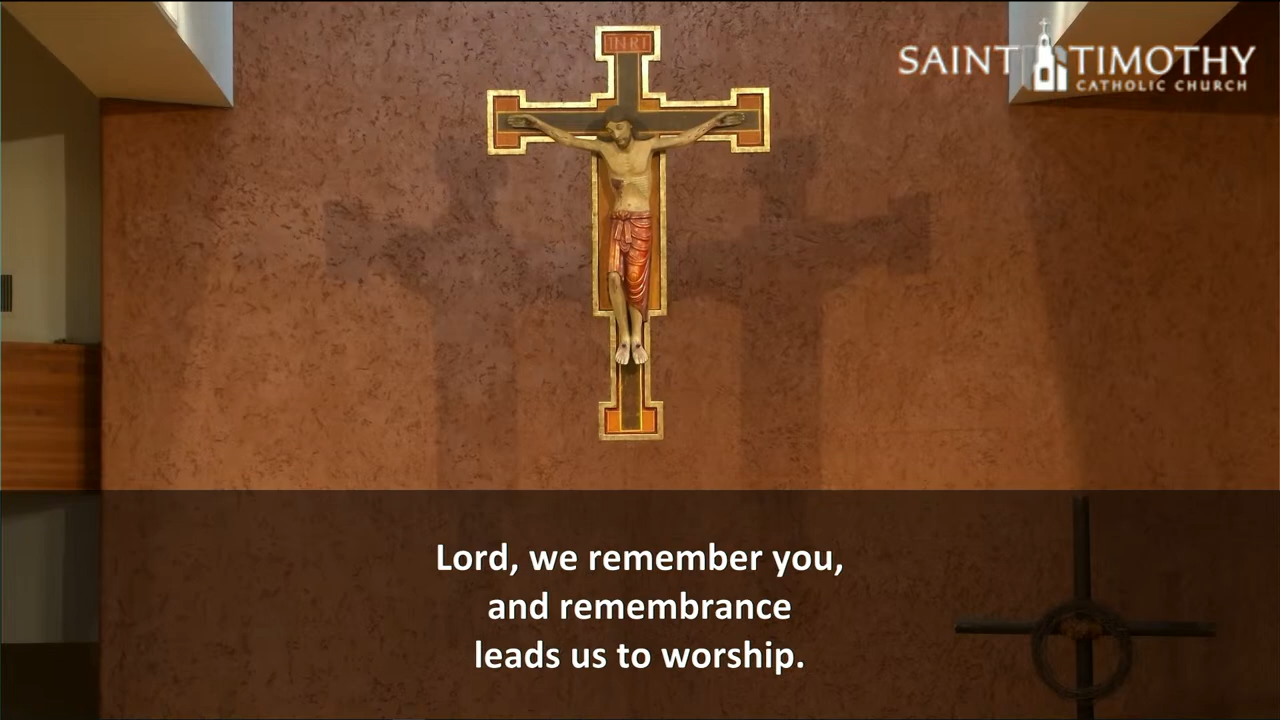 INRI
SAINT TIMOTHY
CATHOLIC CHURCH
Lord, we remember you,
and remembrance
leads us to worship.